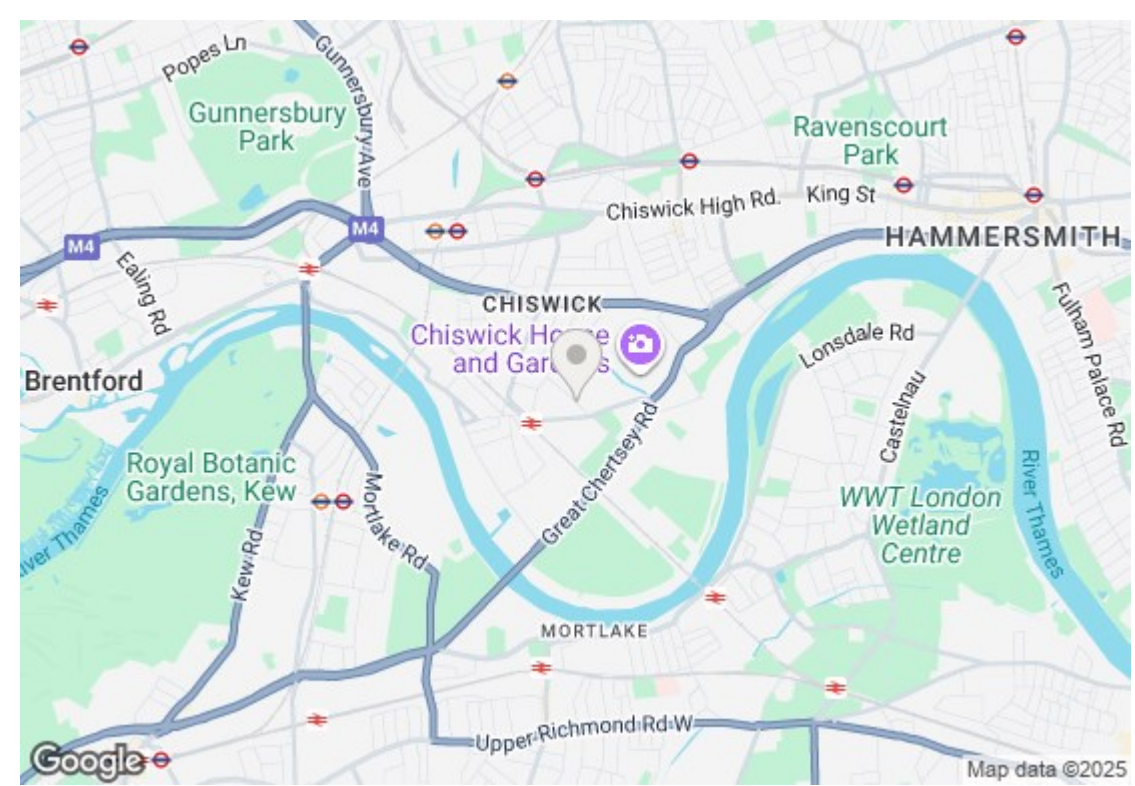 Popes Ln
Gunnersbury Ave
Gunnersbury
Park
Ravenscourt
Park
Chiswick High Rd.
King St
M4
M4
HAMMERSMITH
Ealing Rd
CHISWICK
Chiswick House
and Gardens
Lonsdale Rd
Fulham Palace Rd
Brentford
Castelnau
Great Chertsey Rd
Royal Botanic
Gardens, Kew
Mortlake Rd
WWT London
Wetland
Centre
River Thames
River Thames
Kew Rd
MORTLAKE
Upper Richmond Rd W
Google
Map data ©2025